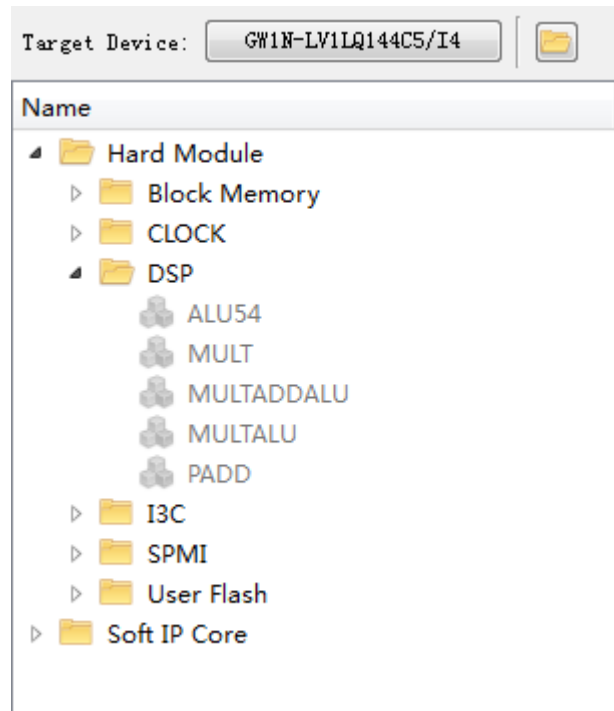 Target Device: GW1N-LV1LQ144C5/I4
Name
Hard Module
Block Memory
CLOCK
DSP
ALU54
MULT
MULTADDALU
MULTALU
PADD
I3C
SPMI
User Flash
Soft IP Core